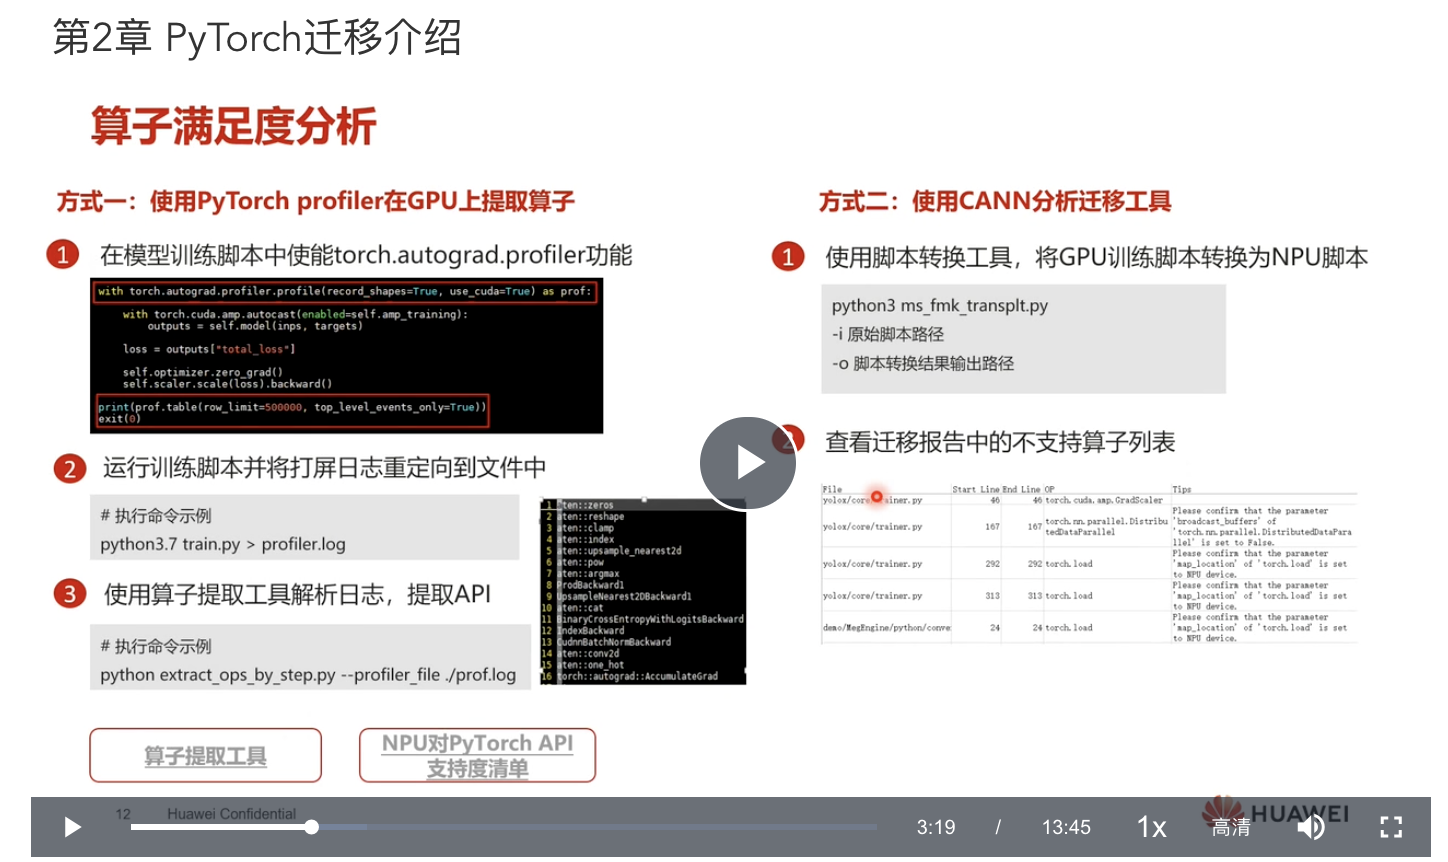 第2章 PyTorch迁移介绍
算子满足度分析
方式一：使用PyTorch profiler在GPU上提取算子
1 在模型训练脚本中使能torch.autograd.profiler功能
with torch.autograd.profiler.profile(record_shapes=True, use_cuda=True) as prof:
with torch.cuda.amp.autocast(enabled=self.amp_training):
outputs = self.model(inps, targets)
loss = outputs["total_loss"]
self.optimizer.zero_grad()
self.scaler.scale(loss).backward()
print(prof.table(row_limit=500000, top_level_events_only=True))
exit(0)
2 运行训练脚本并将打屏日志重定向到文件中
# 执行命令示例
python3.7 train.py > profiler.log
3 使用算子提取工具解析日志，提取API
# 执行命令示例
python extract_ops_by_step.py --profiler_file ./prof.log
1 aten::zeros
2 aten::reshape
3 aten::clamp
4 aten::index
5 aten::upsample_nearest2d
6 aten::pow
7 aten::argmax
8 ProdBackward1
9 UpsampleNearest2DBackward1
10 aten::cat
11 BinaryCrossEntropyWithLogitsBackward
12 IndexBackward
13 CudnnBatchNormBackward
14 aten::conv2d
15 aten::one_hot
16 torch::autograd::AccumulateGrad
算子提取工具
NPU对PyTorch API
支持度清单
方式二：使用CANN分析迁移工具
1 使用脚本转换工具，将GPU训练脚本转换为NPU脚本
python3 ms_fmk_transplt.py
-i 原始脚本路径
-o 脚本转换结果输出路径
2 查看迁移报告中的不支持算子列表
File Start Line End Line OP Tips
46 46 torch.cuda.amp.GradScaler
yolox/core/trainer.py 167 167 torch.nn.parallel.Distribu
tedDataParallel
Please confirm that the parameter
'broadcast_buffers' of
'torch.nn.parallel.DistributedDataPara
llel' is set to False.
yolox/core/trainer.py 292 292 torch.load
Please confirm that the parameter
'map_location' of 'torch.load' is set
to NPU device.
yolox/core/trainer.py 313 313 torch.load
Please confirm that the parameter
'map_location' of 'torch.load' is set
to NPU device.
demo/MegEngine/python/conve 24 24 torch.load
Please confirm that the parameter
'map_location' of 'torch.load' is set
to NPU device.
12 Huawei Confidential
HUAWEI
3:19 / 13:45 1x 高清